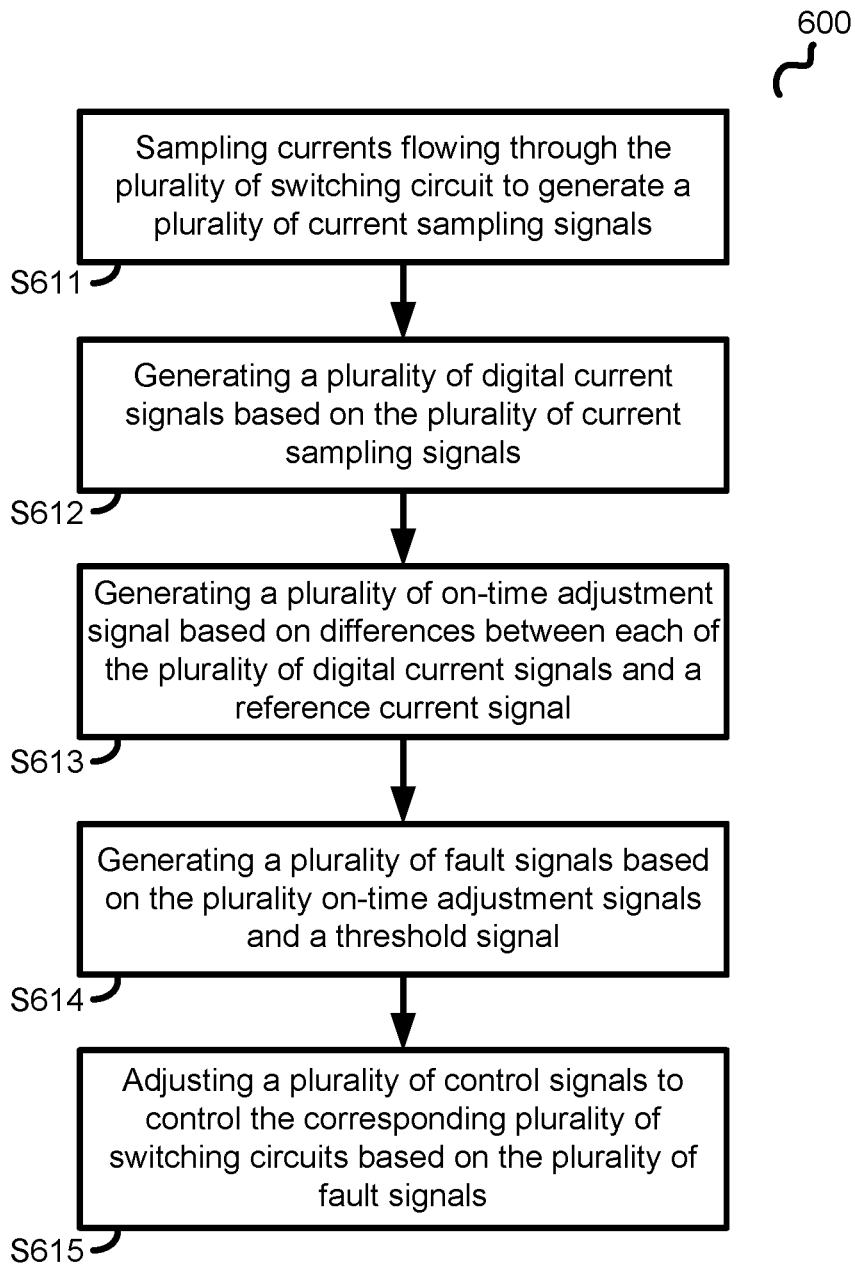 600
Sampling currents flowing through the
plurality of switching circuit to generate a
plurality of current sampling signals
S611
Generating a plurality of digital current
signals based on the plurality of current
sampling signals
S612
Generating a plurality of on-time adjustment
signal based on differences between each of
the plurality of digital current signals and a
reference current signal
S613
Generating a plurality of fault signals based
on the plurality on-time adjustment signals
and a threshold signal
S614
Adjusting a plurality of control signals to
control the corresponding plurality of
switching circuits based on the plurality of
fault signals
S615